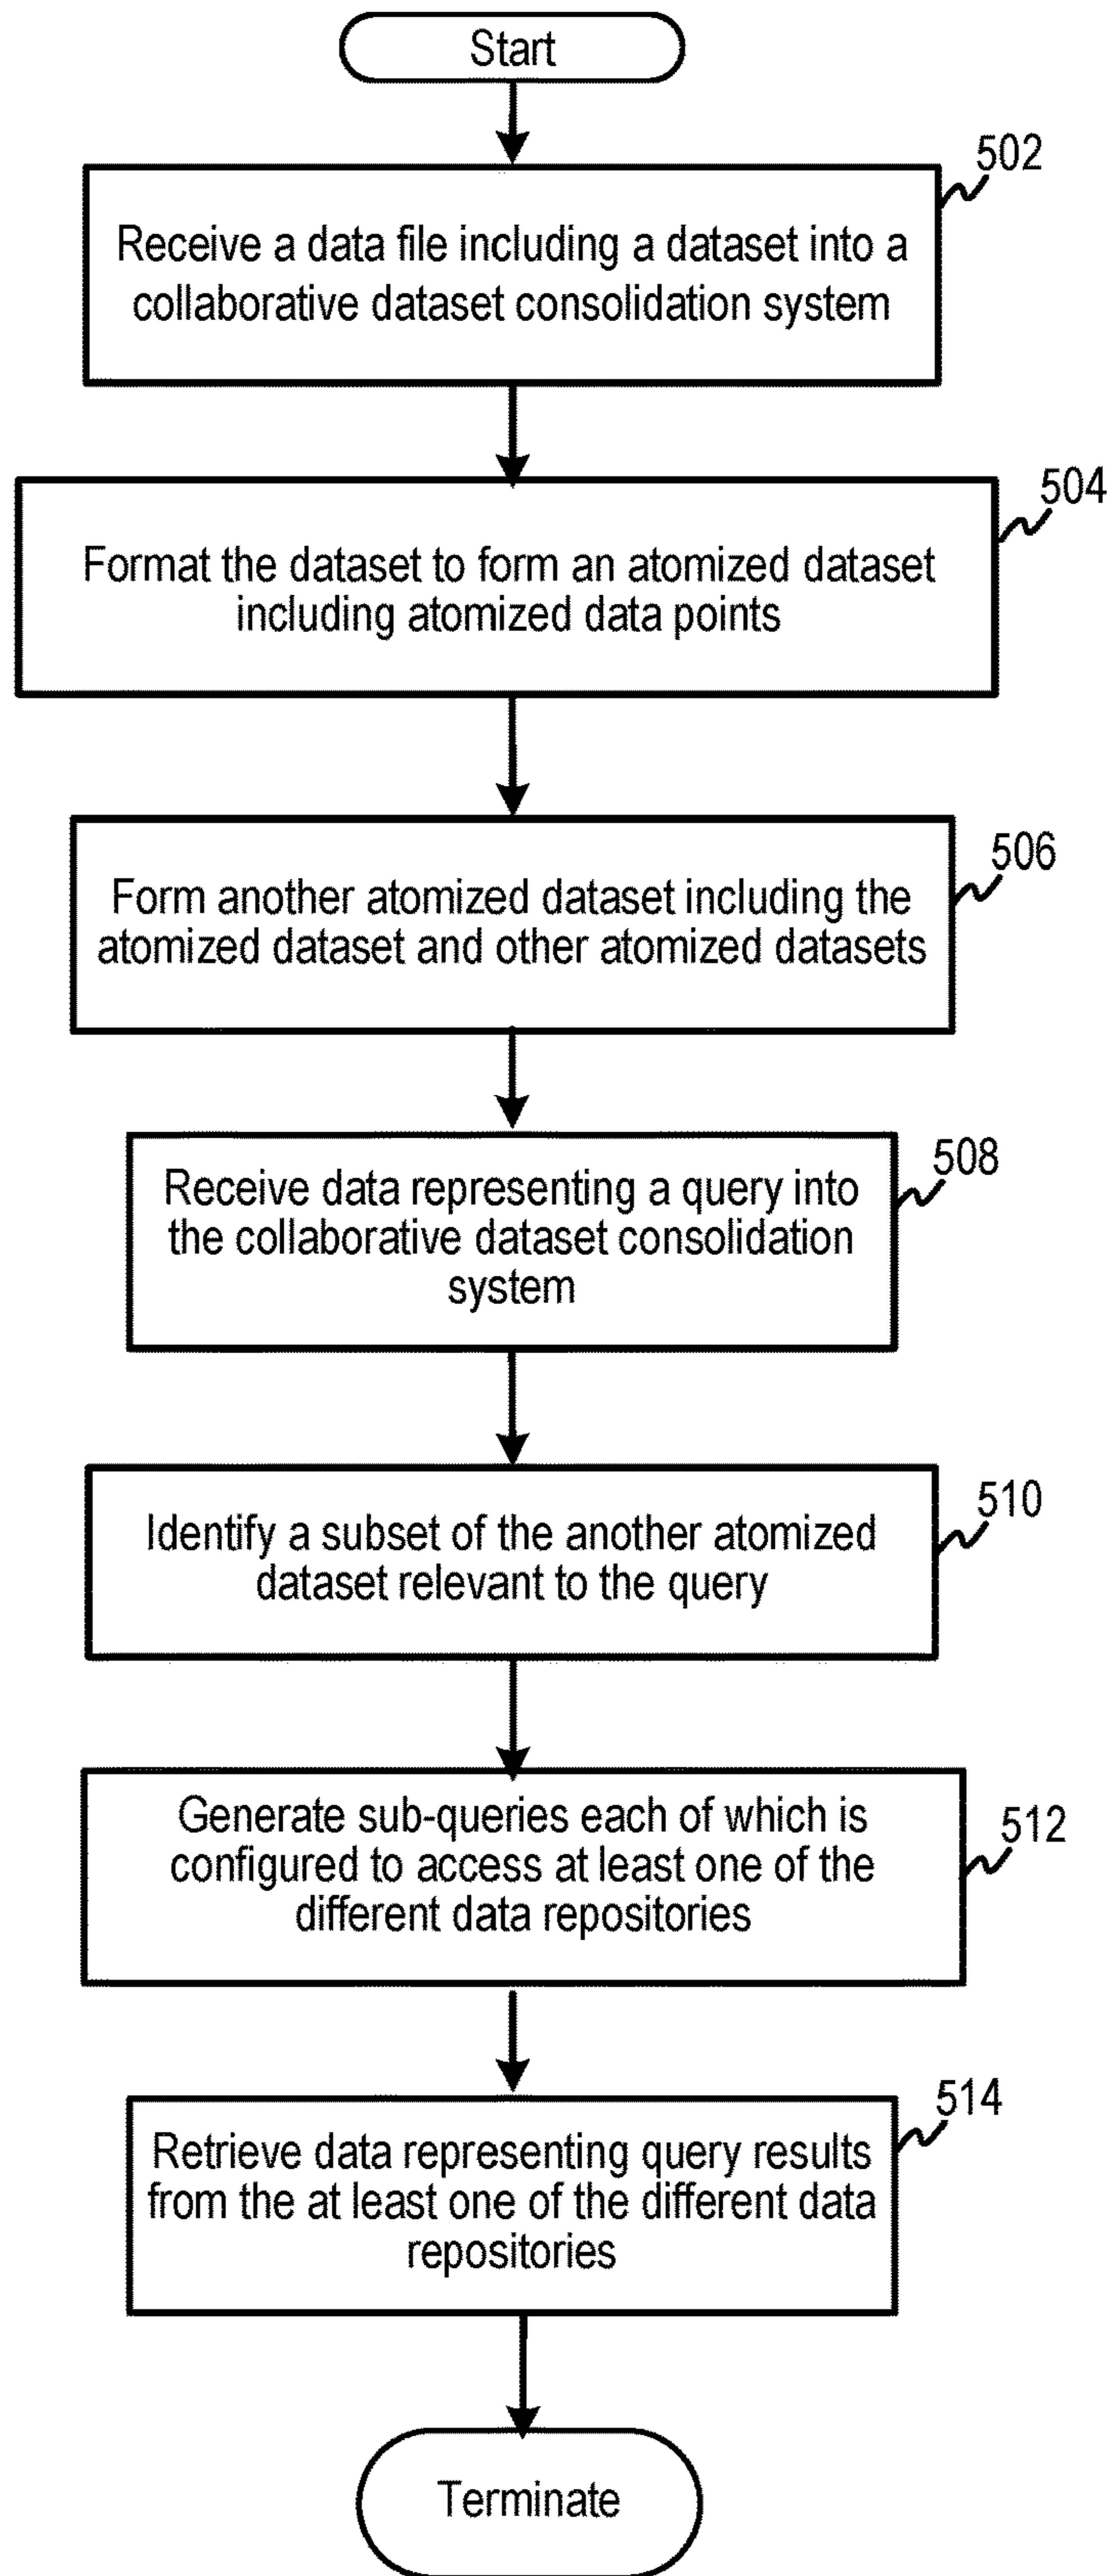 Start
502
Receive a data file including a dataset into a
collaborative dataset consolidation system
504
Format the dataset to form an atomized dataset
including atomized data points
506
Form another atomized dataset including the
atomized dataset and other atomized datasets
508
Receive data representing a query into
the collaborative dataset consolidation
system
510
Identify a subset of the another atomized
dataset relevant to the query
512
Generate sub-queries each of which is
configured to access at least one of the
different data repositories
514
Retrieve data representing query results
from the at least one of the different data
repositories
Terminate